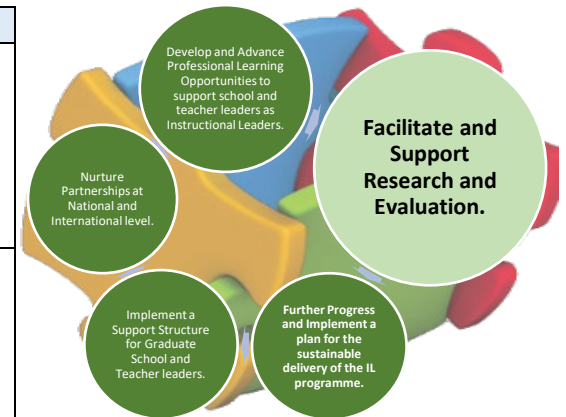 Develop and Advance
Professional Learning
Opportunities to
support school and
teacher leaders as
Instructional Leaders.
Facilitate and
Support
Research and
Evaluation.
Nurture
Partnerships at
National and
International level.
Implement a
Support Structure
for Graduate
School and
Teacher leaders.
Further Progress
and Implement a
plan for the
sustainable
delivery of the IL
programme.